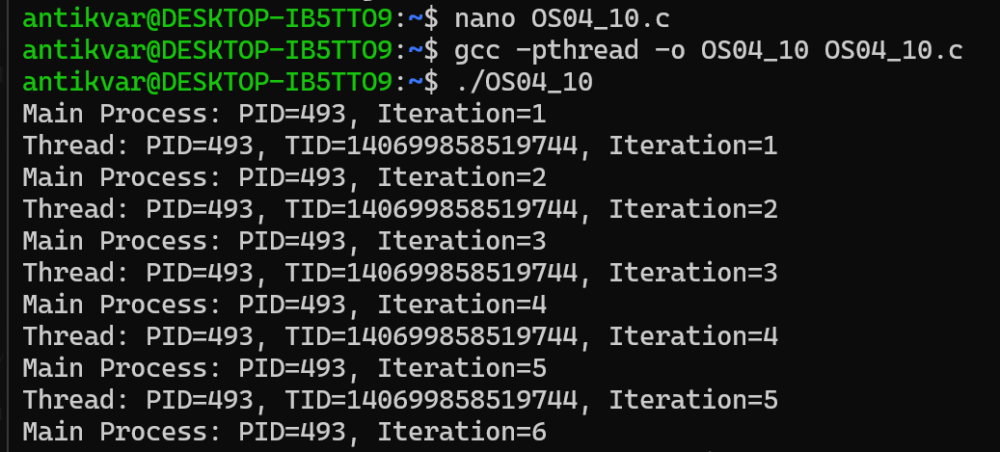 antikvar@DESKTOP-IB5TTO9:~$ nano OS04_10.c
antikvar@DESKTOP-IB5TTO9:~$ gcc -pthread -o OS04_10 OS04_10.c
antikvar@DESKTOP-IB5TTO9:~$ ./OS04_10
Main Process: PID=493, Iteration=1
Thread: PID=493, TID=140699858519744, Iteration=1
Main Process: PID=493, Iteration=2
Thread: PID=493, TID=140699858519744, Iteration=2
Main Process: PID=493, Iteration=3
Thread: PID=493, TID=140699858519744, Iteration=3
Main Process: PID=493, Iteration=4
Thread: PID=493, TID=140699858519744, Iteration=4
Main Process: PID=493, Iteration=5
Thread: PID=493, TID=140699858519744, Iteration=5
Main Process: PID=493, Iteration=6